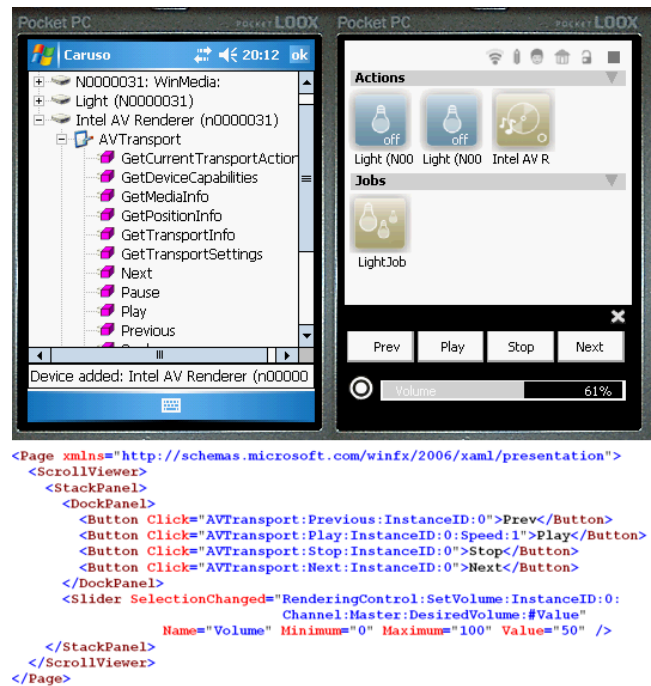 Pocket PC POCKET LOOX
Caruso 20:12 ok
N0000031: WinMedia:
Light (N0000031)
Intel AV Renderer (n0000031)
AVTransport
GetCurrentTransportAction
GetDeviceCapabilities
GetMediaInfo
GetPositionInfo
GetTransportInfo
GetTransportSettings
Next
Pause
Play
Previous
Device added: Intel AV Renderer (n00000
Pocket PC POCKET LOOX
Actions
off off
Light (N00 Light (N00 Intel AV R
Jobs
LightJob
Prev Play Stop Next
Volume 61%
<Page xmlns="http://schemas.microsoft.com/winfx/2006/xaml/presentation">
<ScrollViewer>
<StackPanel>
<DockPanel>
<Button Click="AVTransport:Previous:InstanceID:0">Prev</Button>
<Button Click="AVTransport:Play:InstanceID:0:Speed:1">Play</Button>
<Button Click="AVTransport:Stop:InstanceID:0">Stop</Button>
<Button Click="AVTransport:Next:InstanceID:0">Next</Button>
</DockPanel>
<Slider SelectionChanged="RenderingControl:SetVolume:InstanceID:0:
Channel:Master:DesiredVolume:#Value"
Name="Volume" Minimum="0" Maximum="100" Value="50" />
</StackPanel>
</ScrollViewer>
</Page>